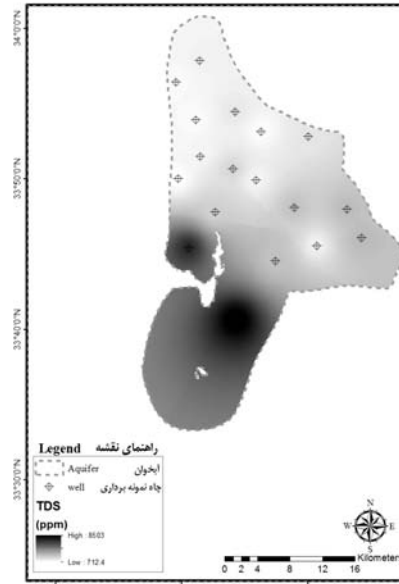 34°0'0"N
33°50'0"N
33°40'0"N
33°30'0"N
Legend راهنمای نقشه
Aquifer آبخوان
well چاه نمونه برداری
TDS
(ppm)
High : 8503
Low : 712.4
N
W E
S
0 2 4 8 12 16
Kilometer